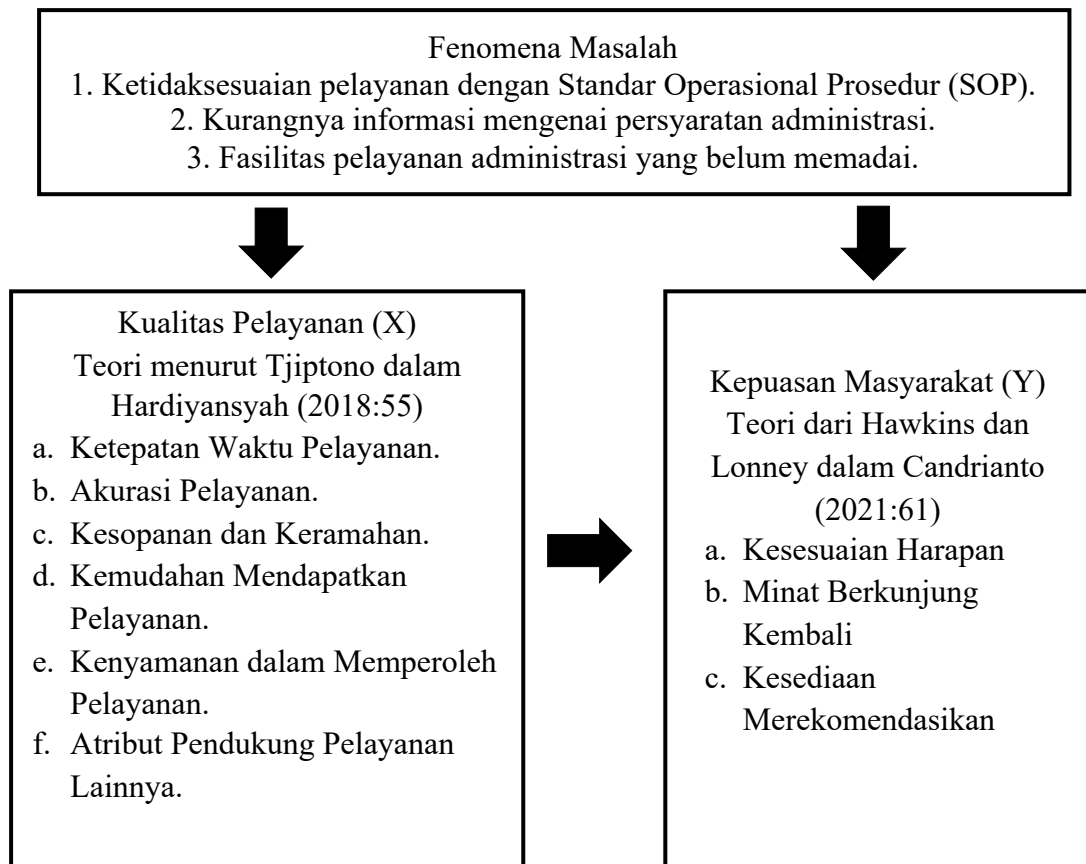 Fenomena Masalah
1. Ketidaksesuaian pelayanan dengan Standar Operasional Prosedur (SOP).
2. Kurangnya informasi mengenai persyaratan administrasi.
3. Fasilitas pelayanan administrasi yang belum memadai.
Kualitas Pelayanan (X)
Teori menurut Tjiptono dalam
Hardiyansyah (2018:55)
a. Ketepatan Waktu Pelayanan.
b. Akurasi Pelayanan.
c. Kesopanan dan Keramahan.
d. Kemudahan Mendapatkan
Pelayanan.
e. Kenyamanan dalam Memperoleh
Pelayanan.
f. Atribut Pendukung Pelayanan
Lainnya.
Kepuasan Masyarakat (Y)
Teori dari Hawkins dan
Lonney dalam Candrianto
(2021:61)
a. Kesesuaian Harapan
b. Minat Berkunjung
Kembali
c. Kesediaan
Merekomendasikan